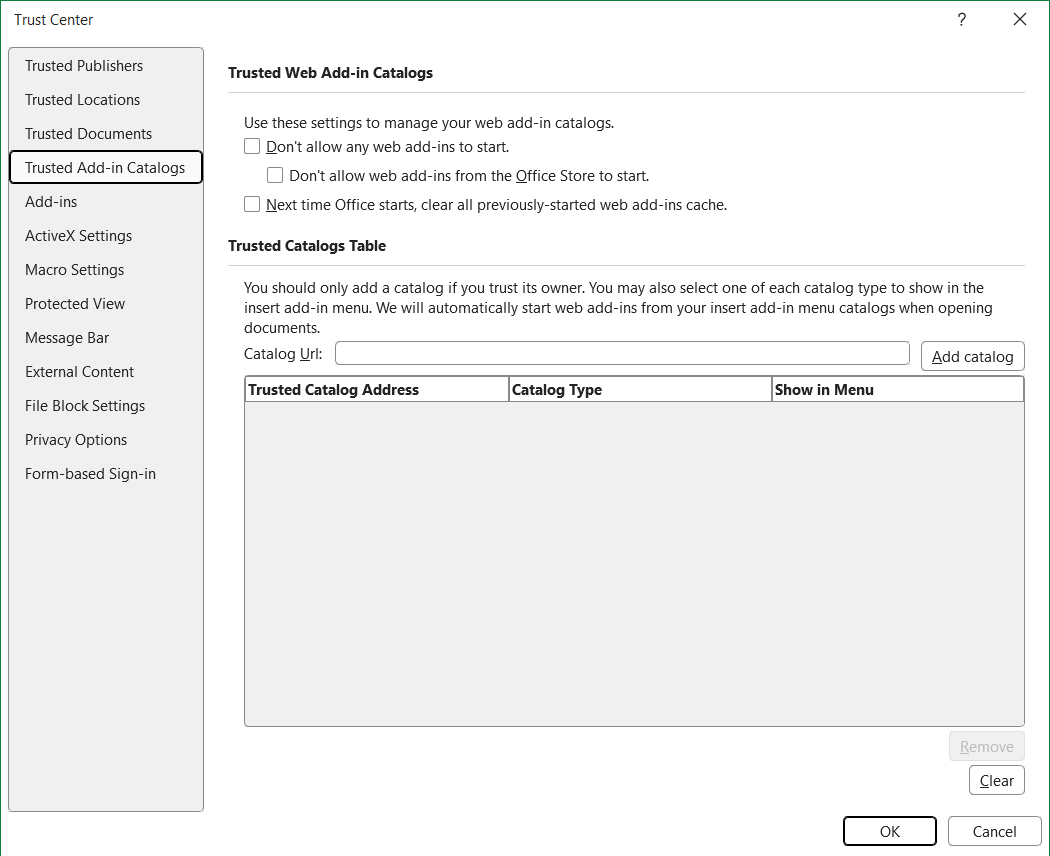 Trust Center
?
Trusted Publishers
Trusted Locations
Trusted Documents
Trusted Add-in Catalogs
Add-ins
ActiveX Settings
Macro Settings
Protected View
Message Bar
External Content
File Block Settings
Privacy Options
Form-based Sign-in
Trusted Web Add-in Catalogs
Use these settings to manage your web add-in catalogs.
Don't allow any web add-ins to start.
Don't allow web add-ins from the Office Store to start.
Next time Office starts, clear all previously-started web add-ins cache.
Trusted Catalogs Table
You should only add a catalog if you trust its owner. You may also select one of each catalog type to show in the
insert add-in menu. We will automatically start web add-ins from your insert add-in menu catalogs when opening
documents.
Catalog Url:
Add catalog
Trusted Catalog Address Catalog Type Show in Menu
Remove
Clear
OK Cancel